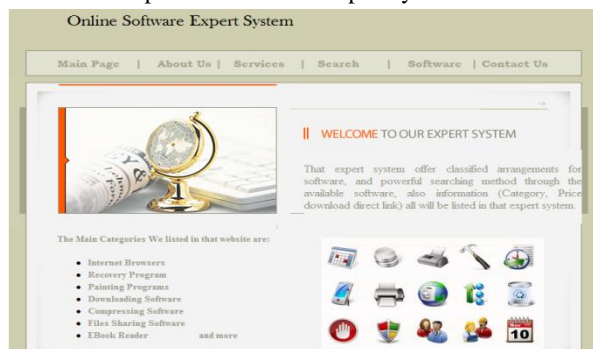 Online Software Expert System
Main Page | About Us | Services | Search | Software | Contact Us
WELCOME TO OUR EXPERT SYSTEM
That expert system offer classified arrangements for
software, and powerful searching method through the
available software, also information (Category, Price
download direct link) all will be listed in that expert system.
The Main Categories We listed in that website are:
Internet Browsers
Recovery Program
Painting Programs
Downloading Software
Compressing Software
Files Sharing Software
EBook Reader and more
10